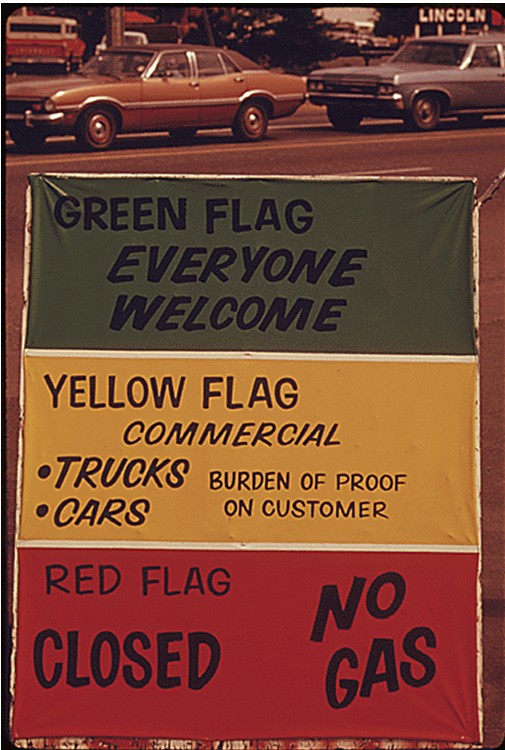 LINCOLN
GREEN FLAG
EVERYONE
WELCOME
YELLOW FLAG
COMMERCIAL
•TRUCKS
•CARS
BURDEN OF PROOF
ON CUSTOMER
RED FLAG
CLOSED
NO
GAS